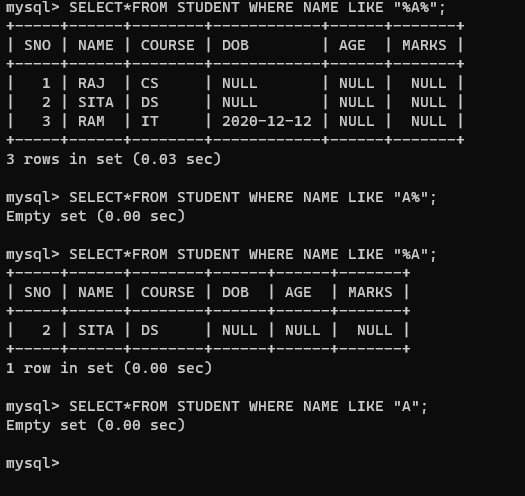 mysql> SELECT*FROM STUDENT WHERE NAME LIKE "%A%";
+-----+------+--------+------------+------+-------+
| SNO | NAME | COURSE | DOB        | AGE  | MARKS |
+-----+------+--------+------------+------+-------+
|   1 | RAJ  | CS     | NULL       | NULL |  NULL |
|   2 | SITA | DS     | NULL       | NULL |  NULL |
|   3 | RAM  | IT     | 2020-12-12 | NULL |  NULL |
+-----+------+--------+------------+------+-------+
3 rows in set (0.03 sec)

mysql> SELECT*FROM STUDENT WHERE NAME LIKE "A%";
Empty set (0.00 sec)

mysql> SELECT*FROM STUDENT WHERE NAME LIKE "%A";
+-----+------+--------+------+------+-------+
| SNO | NAME | COURSE | DOB  | AGE  | MARKS |
+-----+------+--------+------+------+-------+
|   2 | SITA | DS     | NULL | NULL |  NULL |
+-----+------+--------+------+------+-------+
1 row in set (0.00 sec)

mysql> SELECT*FROM STUDENT WHERE NAME LIKE "A";
Empty set (0.00 sec)

mysql>